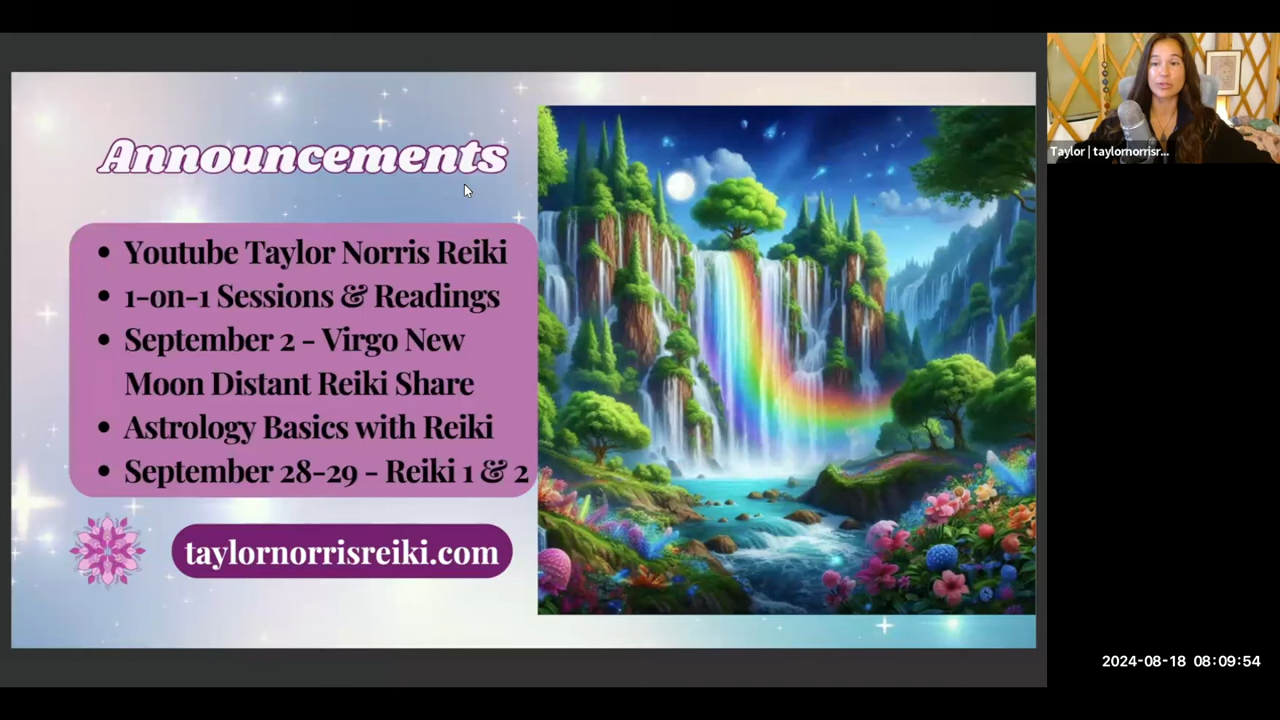 Announcements
• Youtube Taylor Norris Reiki
• 1-on-1 Sessions & Readings
• September 2 - Virgo New
Moon Distant Reiki Share
• Astrology Basics with Reiki
• September 28-29 - Reiki 1 & 2
taylornorrisreiki.com
Taylor | taylornorrisr...
2024-08-18 08:09:54